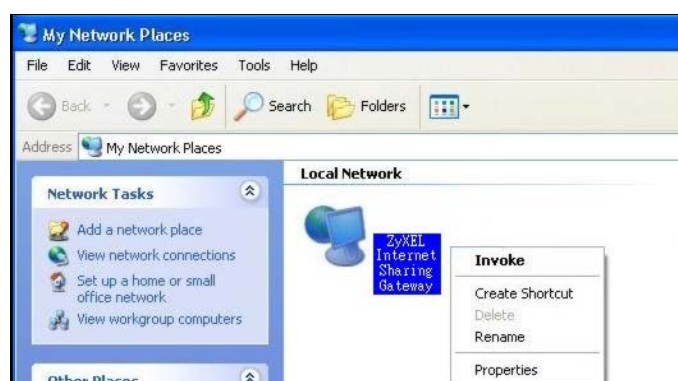 My Network Places
File Edit View Favorites Tools Help
Back Search Folders
Address My Network Places
Network Tasks
Add a network place
View network connections
Set up a home or small
office network
View workgroup computers
Other Places
Local Network
ZyXEL
Internet
Sharing
Gateway
Invoke
Create Shortcut
Delete
Rename
Properties